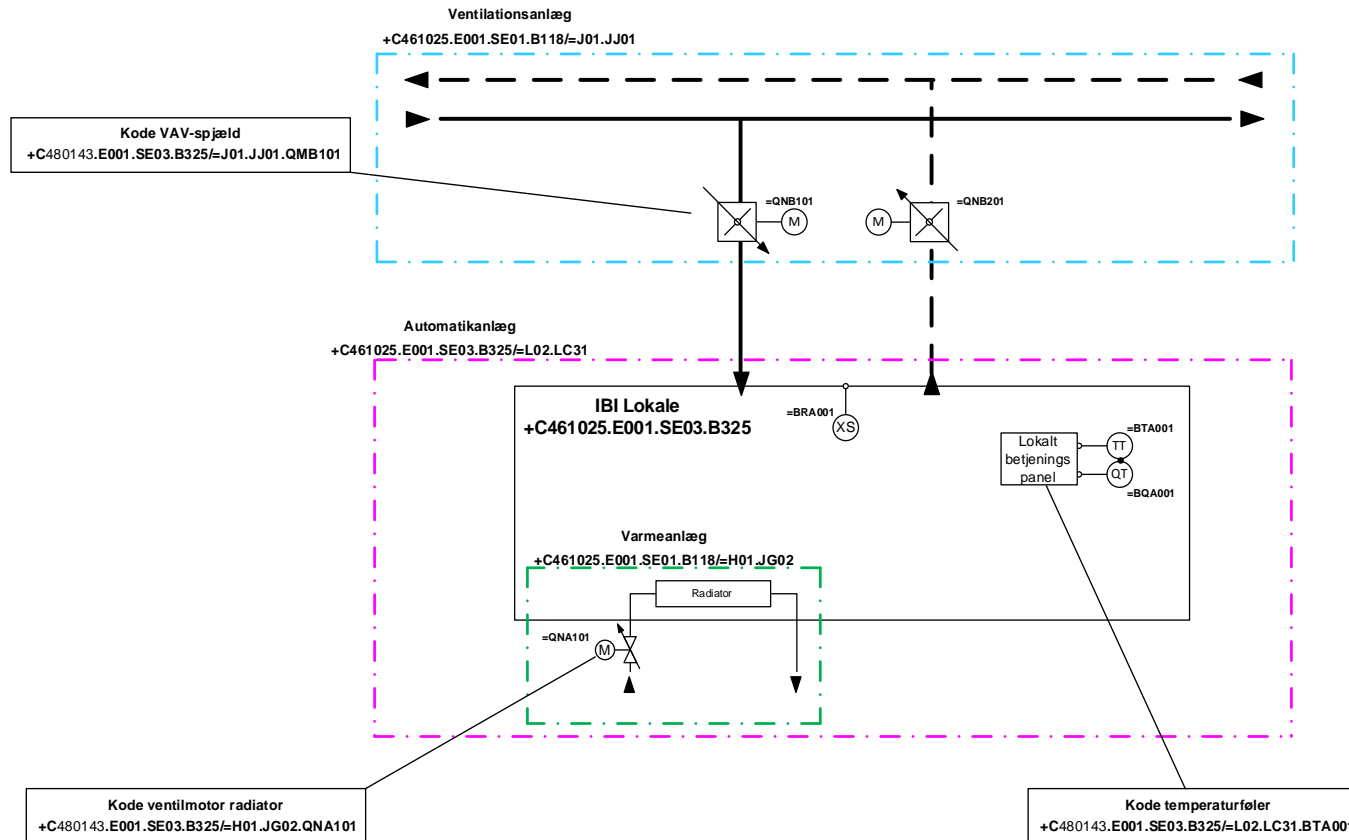 Ventilationsanlæg
+C461025.E001.SE01.B118/=J01.JJ01
Kode VAV-spjæld
+C480143.E001.SE03.B325/=J01.JJ01.QMB101
=QNB101
M
M
=QNB201
Automatikanlæg
+C461025.E001.SE03.B325/=L02.LC31
IBI Lokale
+C461025.E001.SE03.B325
=BRA001
XS
Lokalt
betjenings
panel
=BTA001
TT
QT
=BQA001
Varmeanlæg
+C461025.E001.SE01.B118/=H01.JG02
Radiator
=QNA101
M
Kode ventilmotor radiator
+C480143.E001.SE03.B325/=H01.JG02.QNA101
Kode temperaturføler
+C480143.E001.SE03.B325/=L02.LC31.BTA001